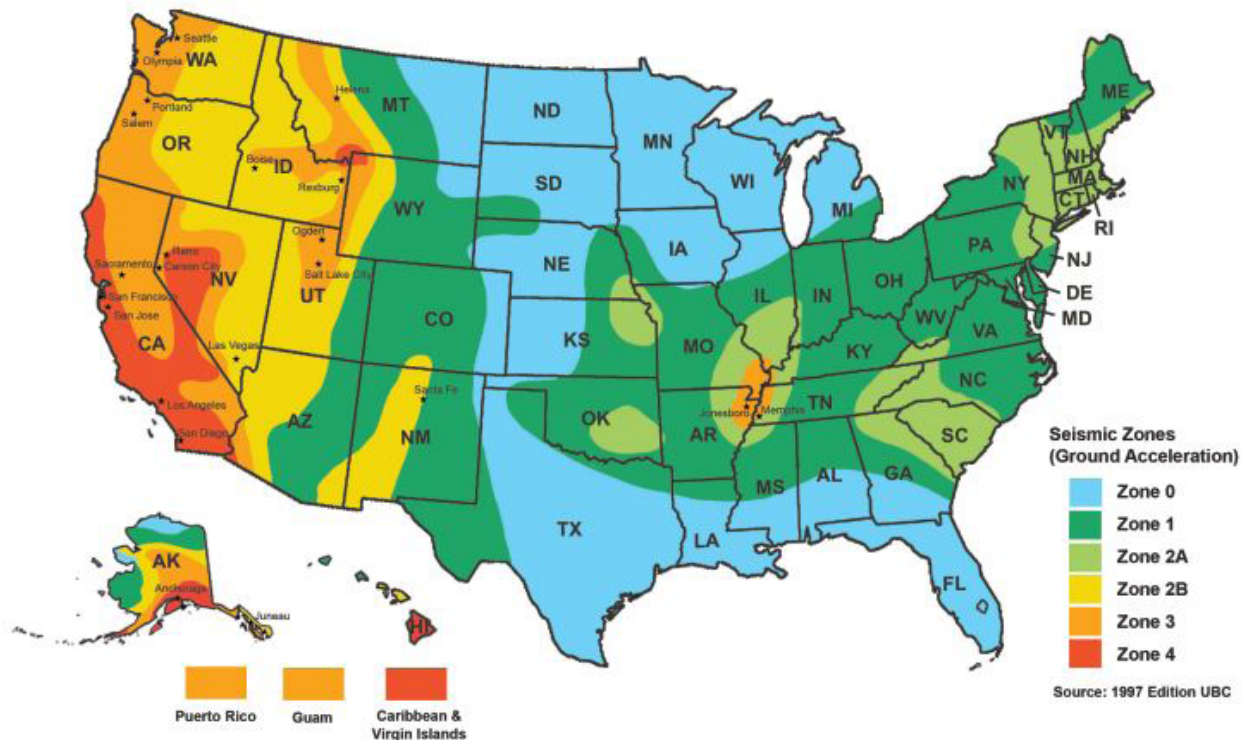 Seattle
Olympia
WA
Portland
Salem
OR
Helena
MT
Boise
ID
Rexburg
WY
ND
SD
MN
WI
MI
IA
NE
Ogden
Salt Lake City
UT
Reno
Carson City
NV
Sacramento
San Francisco
San Jose
CA
Las Vegas
Los Angeles
San Diego
AZ
CO
KS
Santa Fe
NM
OK
TX
MO
IL
IN
OH
KY
WV
VA
NC
TN
Jonesboro
Memphis
AR
MS
AL
GA
SC
LA
FL
PA
NY
VT
NH
ME
MA
CT
RI
NJ
DE
MD
AK
Anchorage
Juneau
HI
Puerto Rico
Guam
Caribbean &
Virgin Islands
Seismic Zones
(Ground Acceleration)
Zone 0
Zone 1
Zone 2A
Zone 2B
Zone 3
Zone 4
Source: 1997 Edition UBC